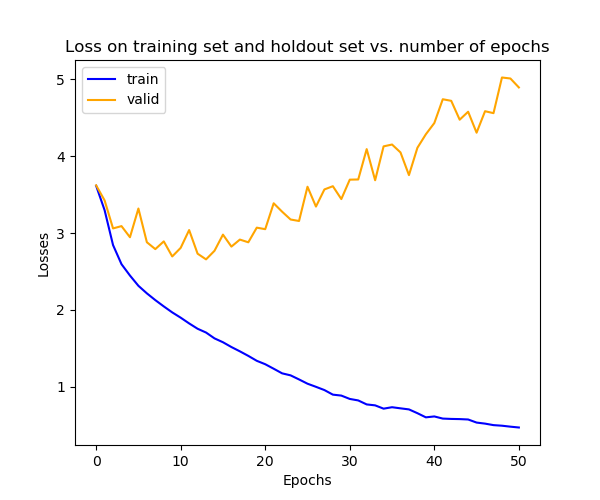 Loss on training set and holdout set vs. number of epochs
train
valid
5
4
3
2
1
Losses
0 10 20 30 40 50
Epochs